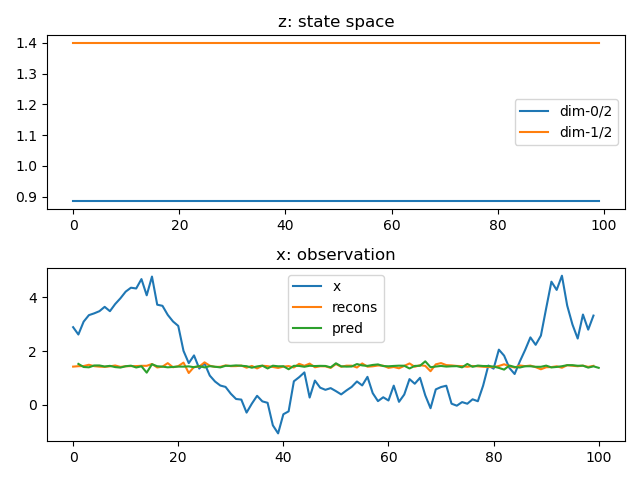 z: state space
1.4
1.3
1.2
1.1
1.0
0.9
dim-0/2
dim-1/2
0 20 40 60 80 100
x: observation
4
2
0
x
recons
pred
0 20 40 60 80 100